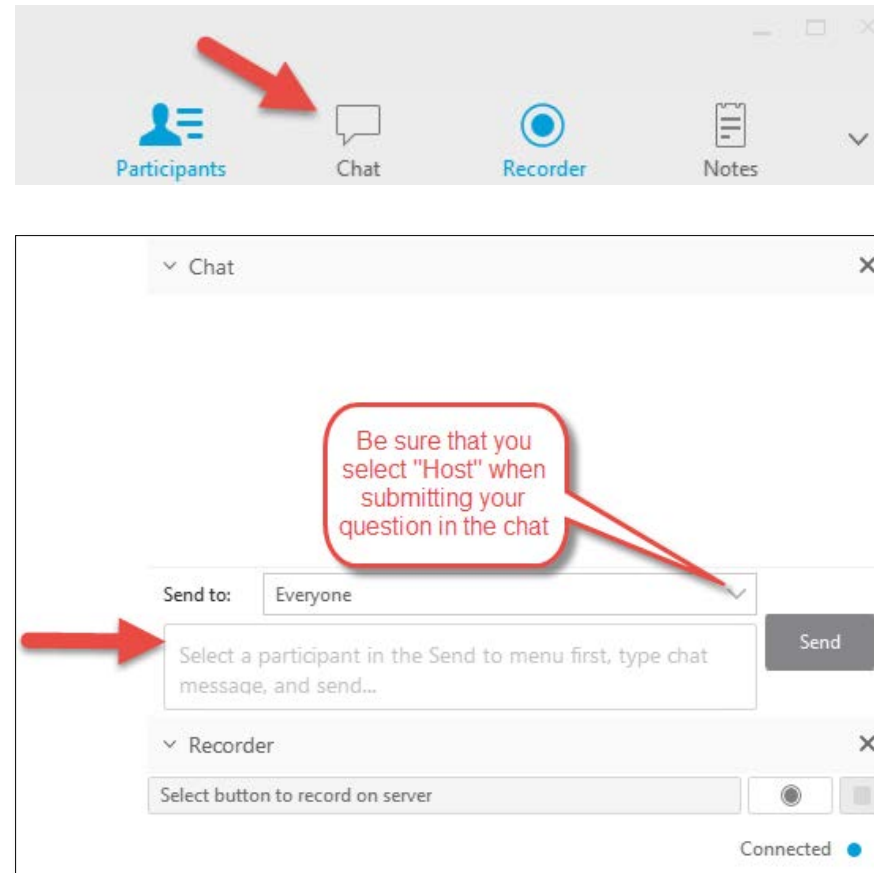 Participants Chat Recorder Notes
Chat
Be sure that you
select "Host" when
submitting your
question in the chat
Send to: Everyone
Select a participant in the Send to menu first, type chat
message, and send...
Send
Recorder
Select button to record on server
Connected